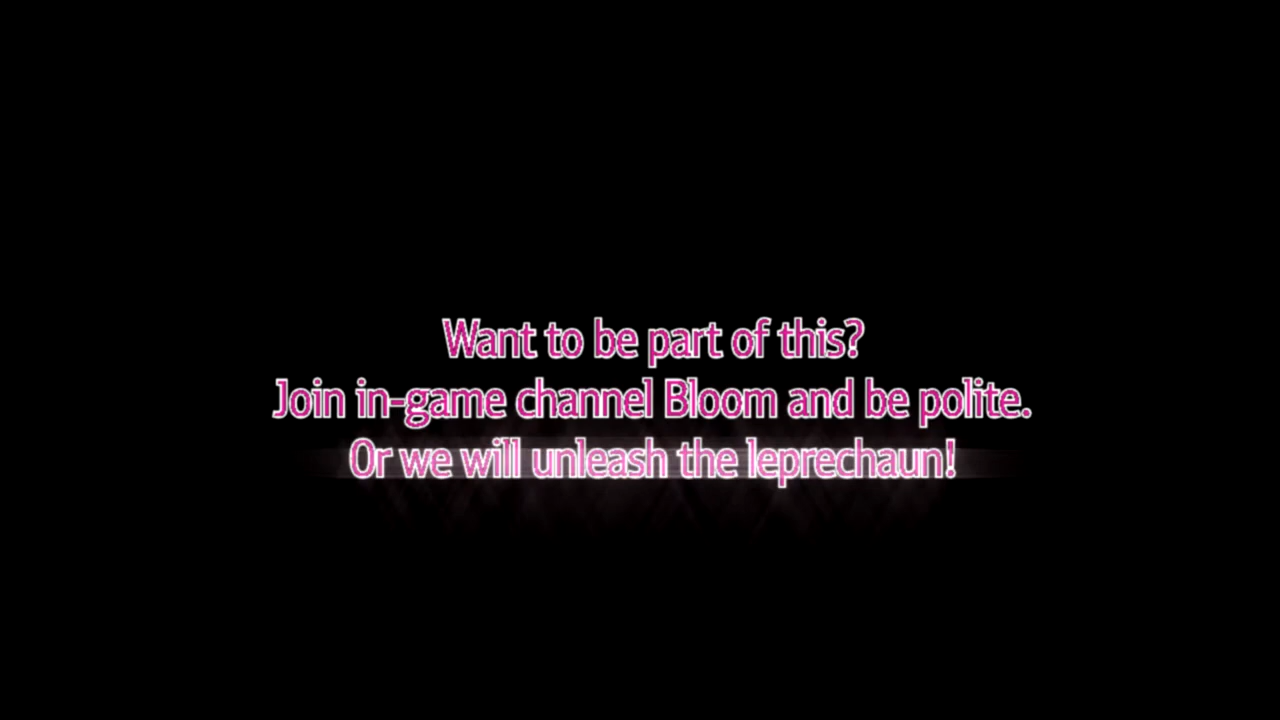 Want to be part of this?
Join in-game channel Bloom and be polite.
Or we will unleash the leprechaun!